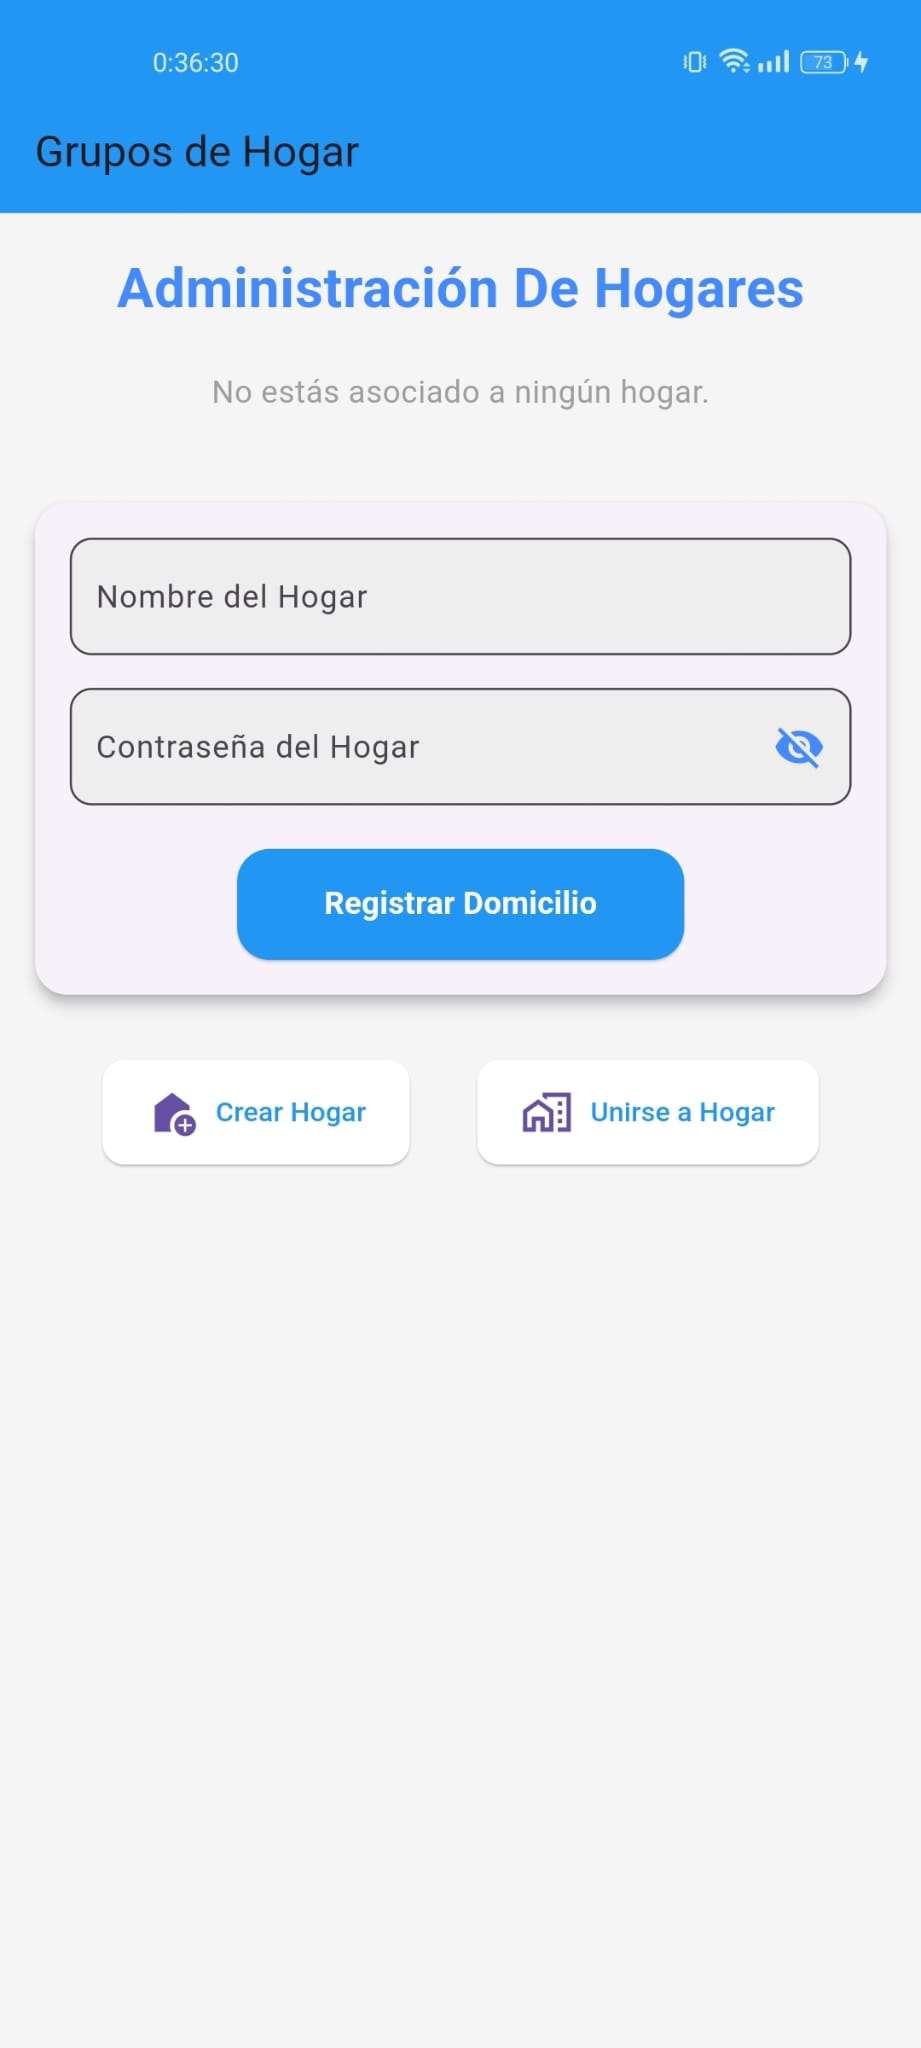 0:36:30
73
Grupos de Hogar
Administración De Hogares
No estás asociado a ningún hogar.
Nombre del Hogar
Contraseña del Hogar
Registrar Domicilio
Crear Hogar
Unirse a Hogar